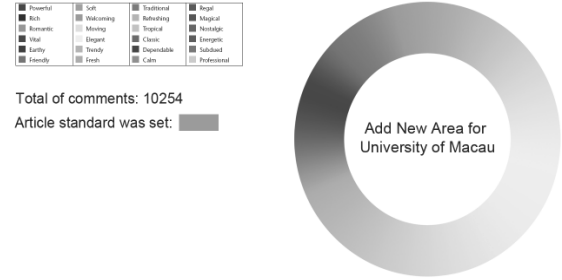 Powerful Soft Traditional Regal
Rich Welcoming Refreshing Magical
Romantic Moving Tropical Nostalgic
Vital Elegant Classic Energetic
Earthy Trendy Dependable Subdued
Friendly Fresh Calm Professional
Total of comments: 10254
Article standard was set:
Add New Area for
University of Macau